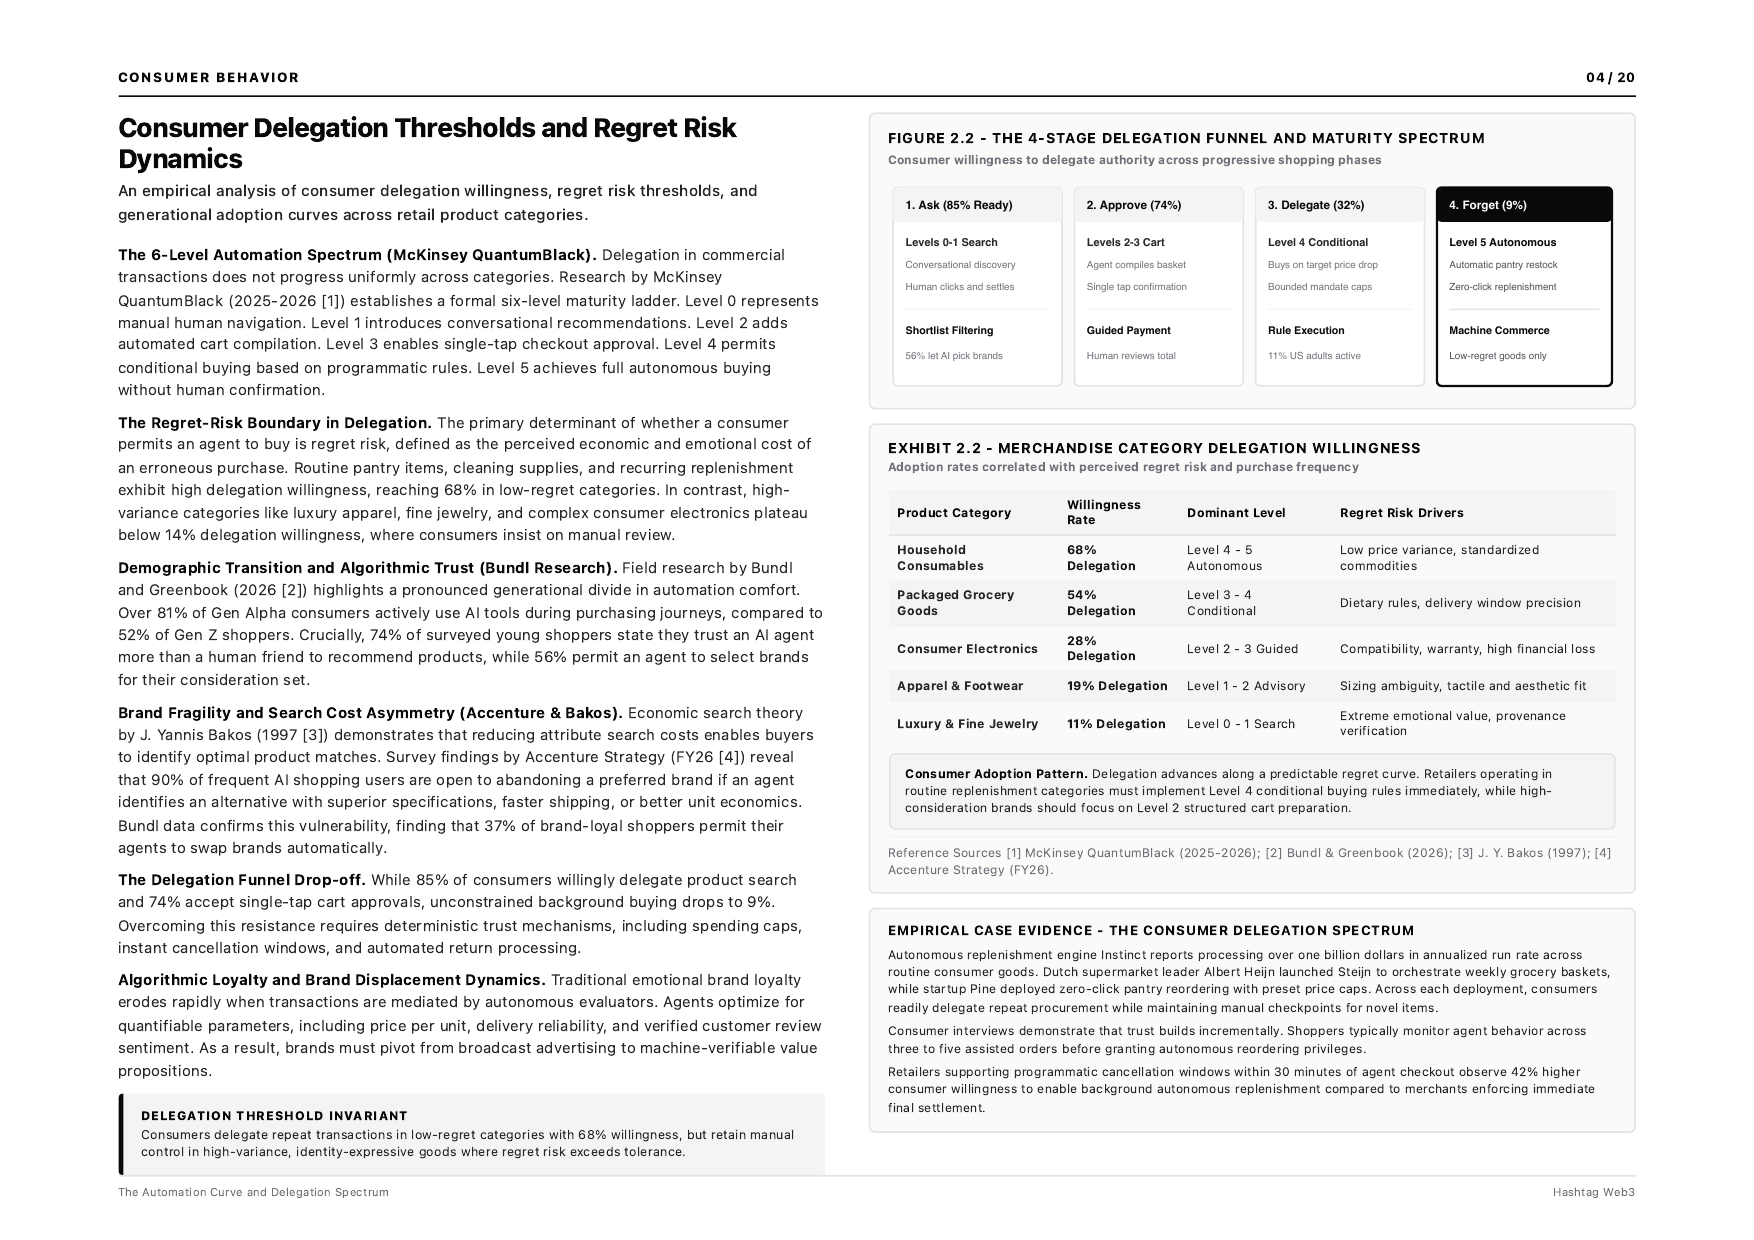 CONSUMER BEHAVIOR
04 / 20
Consumer Delegation Thresholds and Regret Risk
Dynamics
An empirical analysis of consumer delegation willingness, regret risk thresholds, and
generational adoption curves across retail product categories.
The 6-Level Automation Spectrum (McKinsey QuantumBlack). Delegation in commercial
transactions does not progress uniformly across categories. Research by McKinsey
QuantumBlack (2025-2026 [1]) establishes a formal six-level maturity ladder. Level 0 represents
manual human navigation. Level 1 introduces conversational recommendations. Level 2 adds
automated cart compilation. Level 3 enables single-tap checkout approval. Level 4 permits
conditional buying based on programmatic rules. Level 5 achieves full autonomous buying
without human confirmation.
The Regret-Risk Boundary in Delegation. The primary determinant of whether a consumer
permits an agent to buy is regret risk, defined as the perceived economic and emotional cost of
an erroneous purchase. Routine pantry items, cleaning supplies, and recurring replenishment
exhibit high delegation willingness, reaching 68% in low-regret categories. In contrast, high-
variance categories like luxury apparel, fine jewelry, and complex consumer electronics plateau
below 14% delegation willingness, where consumers insist on manual review.
Demographic Transition and Algorithmic Trust (Bundl Research). Field research by Bundl
and Greenbook (2026 [2]) highlights a pronounced generational divide in automation comfort.
Over 81% of Gen Alpha consumers actively use AI tools during purchasing journeys, compared to
52% of Gen Z shoppers. Crucially, 74% of surveyed young shoppers state they trust an AI agent
more than a human friend to recommend products, while 56% permit an agent to select brands
for their consideration set.
Brand Fragility and Search Cost Asymmetry (Accenture & Bakos). Economic search theory
by J. Yannis Bakos (1997 [3]) demonstrates that reducing attribute search costs enables buyers
to identify optimal product matches. Survey findings by Accenture Strategy (FY26 [4]) reveal
that 90% of frequent AI shopping users are open to abandoning a preferred brand if an agent
identifies an alternative with superior specifications, faster shipping, or better unit economics.
Bundl data confirms this vulnerability, finding that 37% of brand-loyal shoppers permit their
agents to swap brands automatically.
The Delegation Funnel Drop-off. While 85% of consumers willingly delegate product search
and 74% accept single-tap cart approvals, unconstrained background buying drops to 9%.
Overcoming this resistance requires deterministic trust mechanisms, including spending caps,
instant cancellation windows, and automated return processing.
Algorithmic Loyalty and Brand Displacement Dynamics. Traditional emotional brand loyalty
erodes rapidly when transactions are mediated by autonomous evaluators. Agents optimize for
quantifiable parameters, including price per unit, delivery reliability, and verified customer review
sentiment. As a result, brands must pivot from broadcast advertising to machine-verifiable value
propositions.
DELEGATION THRESHOLD INVARIANT
Consumers delegate repeat transactions in low-regret categories with 68% willingness, but retain manual
control in high-variance, identity-expressive goods where regret risk exceeds tolerance.
FIGURE 2.2 - THE 4-STAGE DELEGATION FUNNEL AND MATURITY SPECTRUM
Consumer willingness to delegate authority across progressive shopping phases
1. Ask (85% Ready)
Levels 0-1 Search
Conversational discovery
Human clicks and settles
Shortlist Filtering
56% let AI pick brands
2. Approve (74%)
Levels 2-3 Cart
Agent compiles basket
Single tap confirmation
Guided Payment
Human reviews total
3. Delegate (32%)
Level 4 Conditional
Buys on target price drop
Bounded mandate caps
Rule Execution
11% US adults active
4. Forget (9%)
Level 5 Autonomous
Automatic pantry restock
Zero-click replenishment
Machine Commerce
Low-regret goods only
EXHIBIT 2.2 - MERCHANDISE CATEGORY DELEGATION WILLINGNESS
Adoption rates correlated with perceived regret risk and purchase frequency
Product Category
Willingness
Rate
Dominant Level
Regret Risk Drivers
Household
Consumables
68%
Delegation
Level 4 - 5
Autonomous
Low price variance, standardized
commodities
Packaged Grocery
Goods
54%
Delegation
Level 3 - 4
Conditional
Dietary rules, delivery window precision
Consumer Electronics
28%
Delegation
Level 2 - 3 Guided
Compatibility, warranty, high financial loss
Apparel & Footwear
19% Delegation
Level 1 - 2 Advisory
Sizing ambiguity, tactile and aesthetic fit
Luxury & Fine Jewelry
11% Delegation
Level 0 - 1 Search
Extreme emotional value, provenance
verification
Consumer Adoption Pattern. Delegation advances along a predictable regret curve. Retailers operating in
routine replenishment categories must implement Level 4 conditional buying rules immediately, while high-
consideration brands should focus on Level 2 structured cart preparation.
Reference Sources [1] McKinsey QuantumBlack (2025-2026); [2] Bundl & Greenbook (2026); [3] J. Y. Bakos (1997); [4]
Accenture Strategy (FY26).
EMPIRICAL CASE EVIDENCE - THE CONSUMER DELEGATION SPECTRUM
Autonomous replenishment engine Instinct reports processing over one billion dollars in annualized run rate across
routine consumer goods. Dutch supermarket leader Albert Heijn launched Steijn to orchestrate weekly grocery baskets,
while startup Pine deployed zero-click pantry reordering with preset price caps. Across each deployment, consumers
readily delegate repeat procurement while maintaining manual checkpoints for novel items.
Consumer interviews demonstrate that trust builds incrementally. Shoppers typically monitor agent behavior across
three to five assisted orders before granting autonomous reordering privileges.
Retailers supporting programmatic cancellation windows within 30 minutes of agent checkout observe 42% higher
consumer willingness to enable background autonomous replenishment compared to merchants enforcing immediate
final settlement.
The Automation Curve and Delegation Spectrum
Hashtag Web3